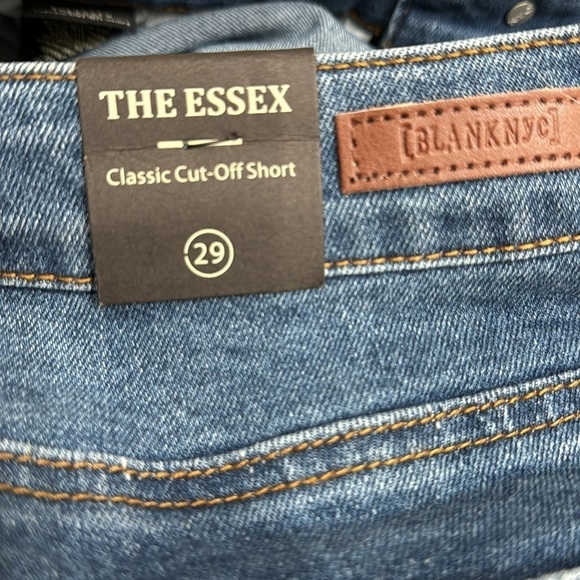 THE ESSEX
Classic Cut-Off Short
29
[BLANKNYC]